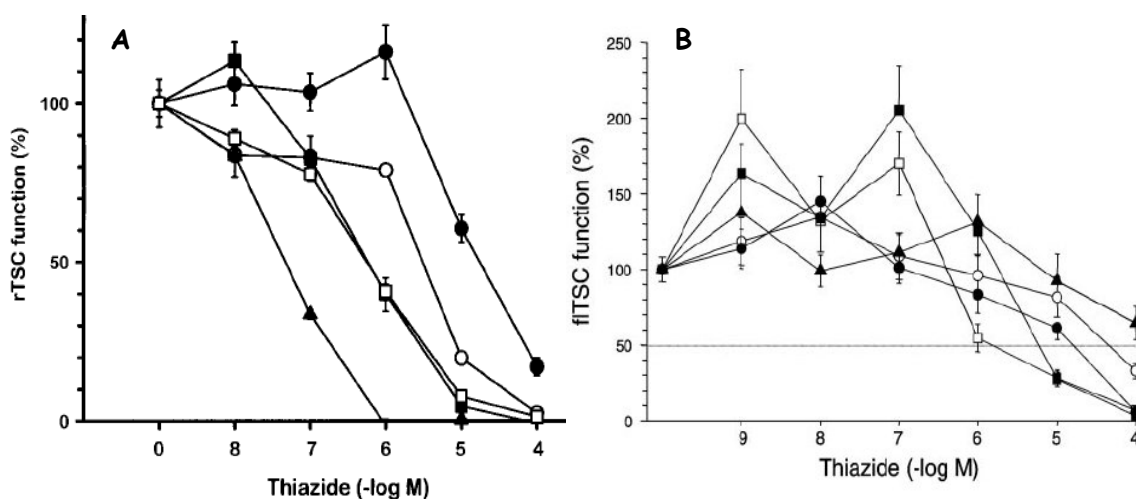 A
rTSC function (%)
100
50
0
0 8 7 6 5 4
Thiazide (-log M)
B
flTSC function (%)
250
200
150
100
50
0
9 8 7 6 5 4
Thiazide (-log M)